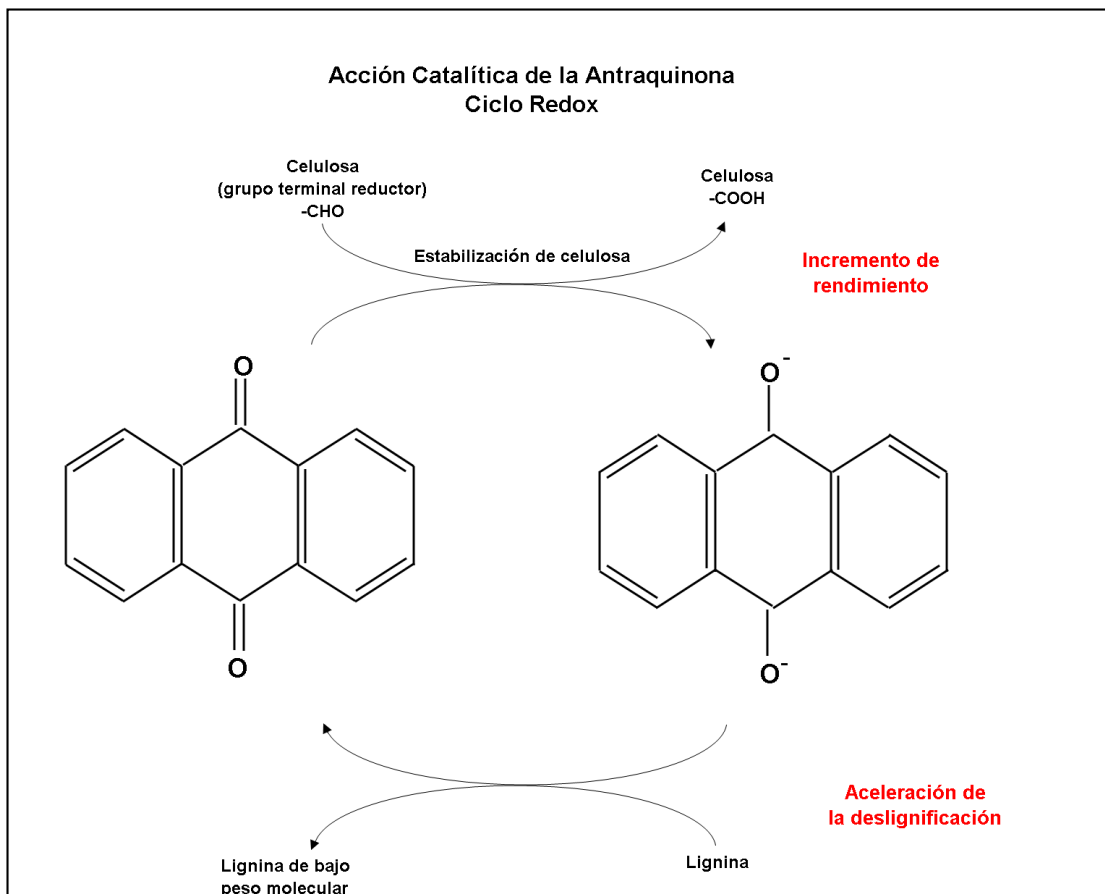 Acción Catalítica de la Antraquinona
Ciclo Redox
Celulosa
(grupo terminal reductor)
-CHO
Celulosa
-COOH
Estabilización de celulosa
Incremento de
rendimiento
O
O-
O
O-
Aceleración de
la deslignificación
Lignina de bajo
peso molecular
Lignina